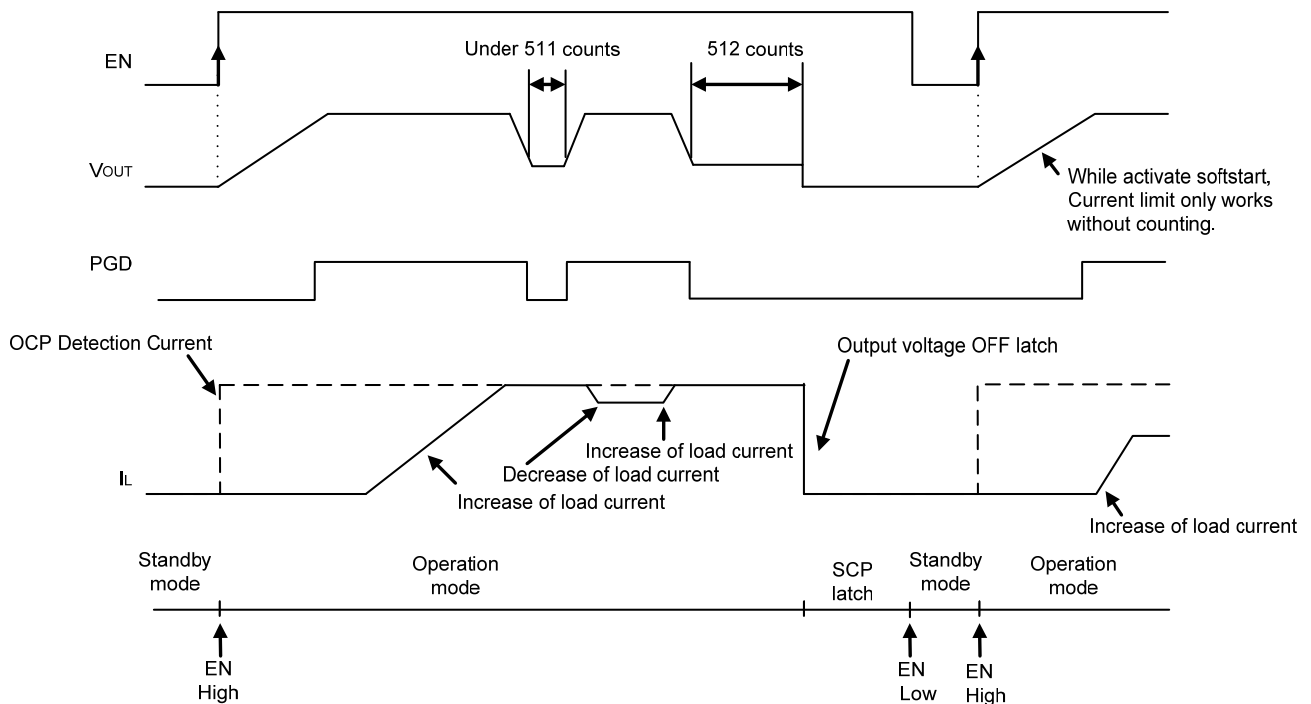 EN
Under 511 counts
512 counts
VOUT
While activate softstart,
Current limit only works
without counting.
PGD
OCP Detection Current
Output voltage OFF latch
IL
Increase of load current
Decrease of load current
Increase of load current
Increase of load current
Standby
mode
Operation
mode
SCP
latch
Standby
mode
Operation
mode
EN
High
EN
Low
EN
High